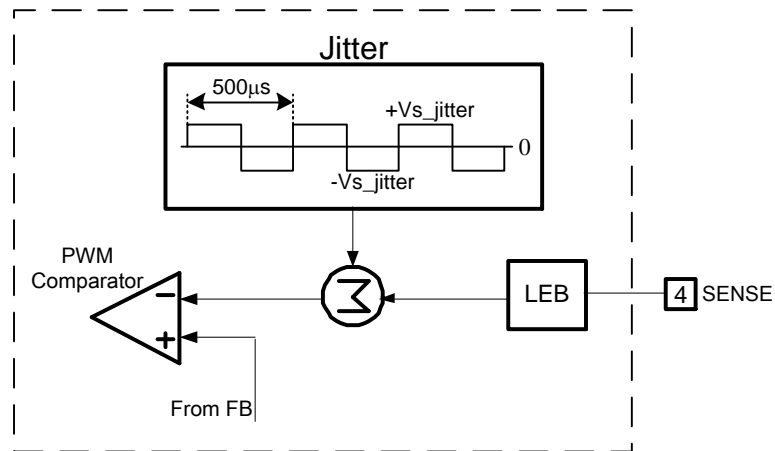 Jitter
500μs
+Vs_jitter
0
-Vs_jitter
PWM
Comparator
−
+
Σ
LEB
4
SENSE
From FB